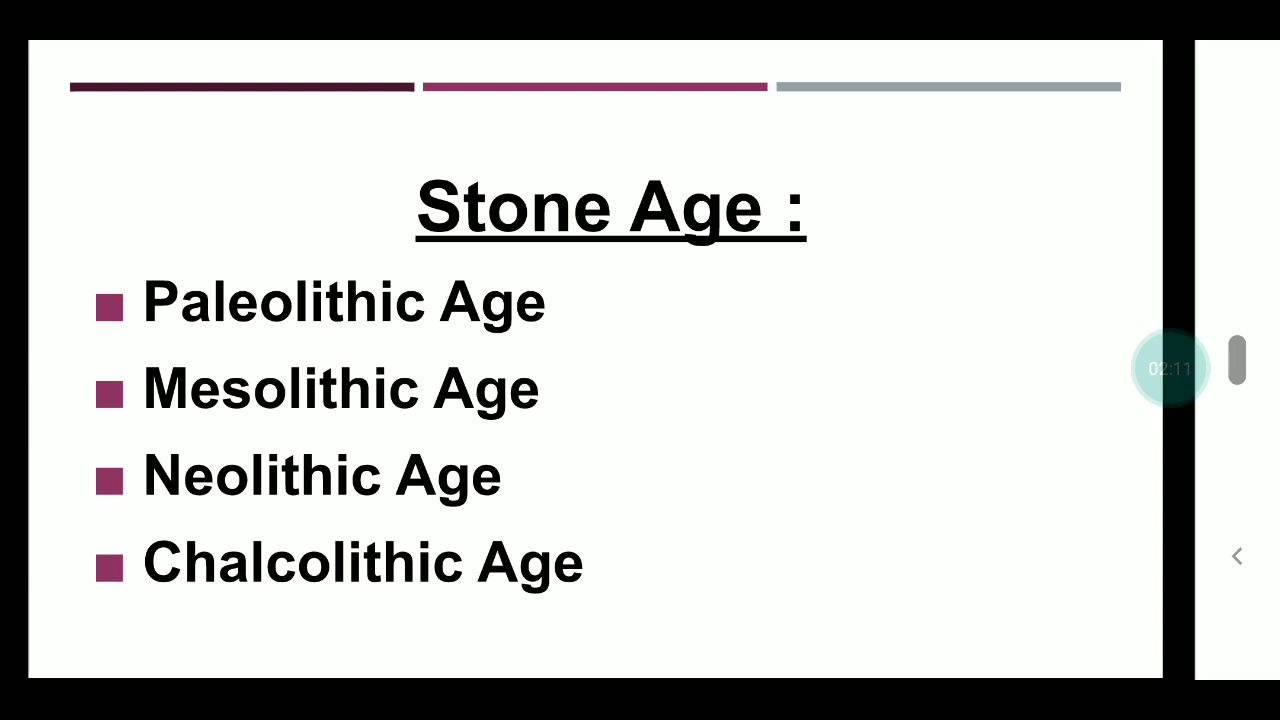 Stone Age :
Paleolithic Age
Mesolithic Age
Neolithic Age
Chalcolithic Age
02:11